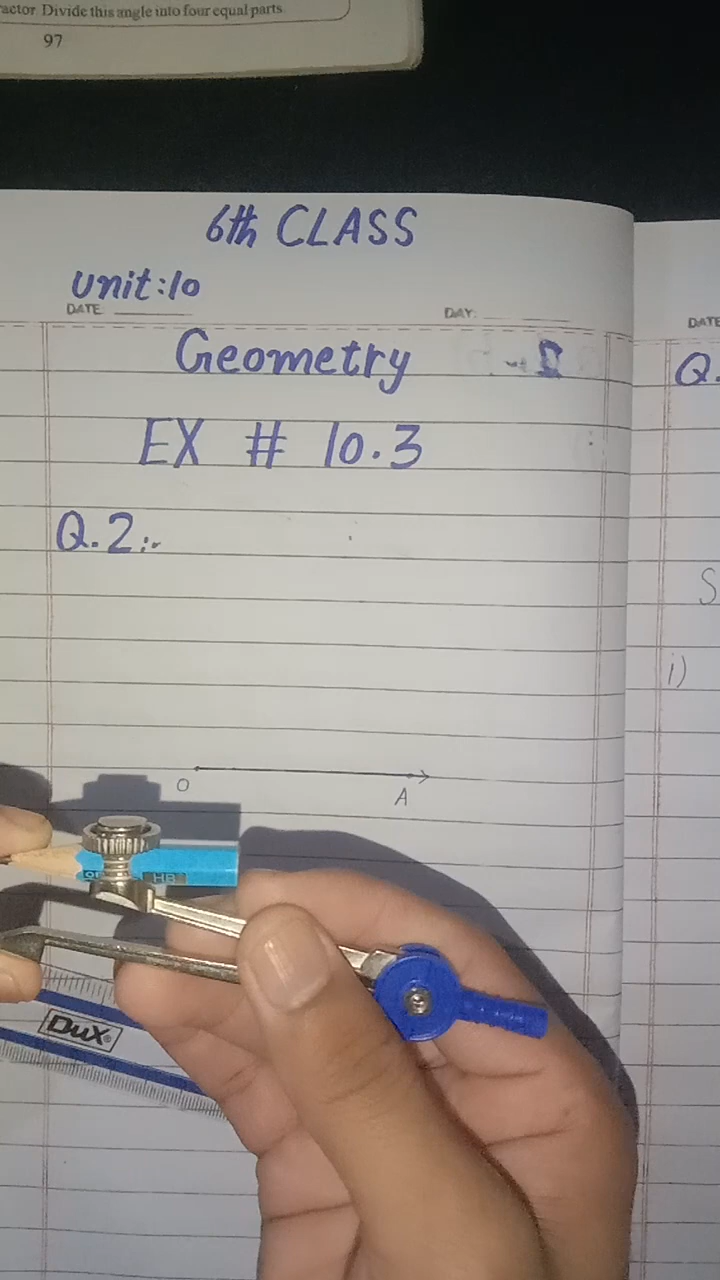 actor. Divide this angle into four equal parts
97
6th CLASS
Unit:10
DATE
DAY:
Geometry
EX # 10.3
Q.2:-
O
A
HB
DUX
DATE
Q.
S
i)